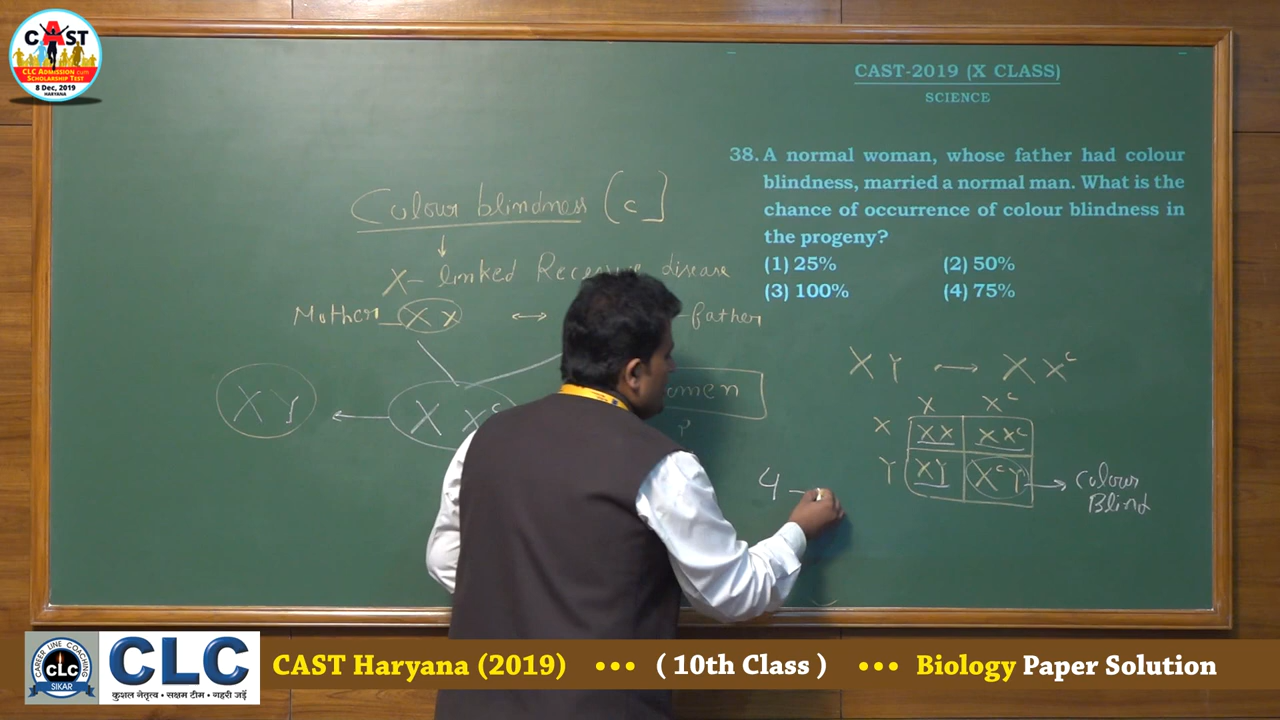 CAST
CLC ADMISSION cum
SCHOLARSHIP TEST
8 Dec, 2019
HARYANA
CAST-2019 (X CLASS)
SCIENCE
38. A normal woman, whose father had colour
blindness, married a normal man. What is the
chance of occurrence of colour blindness in
the progeny?
(1) 25% (2) 50%
(3) 100% (4) 75%
Colour blindness (c]
X- linked Recessive disease
Mother XX ↔ father
XY ← X Xᶜ omen
XY ↔ X Xᶜ
X Xᶜ
X XX XXᶜ
Y XY XᶜY → Colour
Blind
4 -
CAREER LINE COACHING
CLC
SIKAR
CLC
कुशल नेतृत्व • सक्षम टीम • गहरी जड़ें
CAST Haryana (2019) ••• ( 10th Class ) ••• Biology Paper Solution